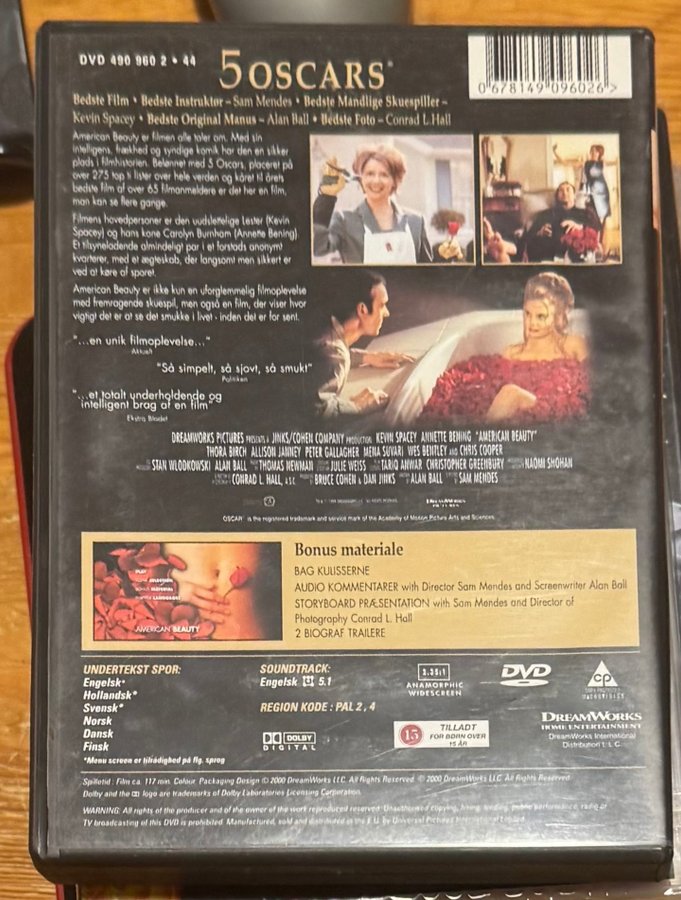 DVD 490 960 2 • 44
5 OSCARS®
0 678149 096026 >
Bedste Film • Bedste Instruktør – Sam Mendes • Bedste Mandlige Skuespiller –
Kevin Spacey • Bedste Original Manus – Alan Ball • Bedste Foto – Conrad L. Hall
American Beauty er filmen alle taler om. Med sin
intelligens, frækhed og syndige komik har den en sikker
plads i filmhistorien. Belønnet med 5 Oscars, placeret på
over 275 top ti lister over hele verden og kåret til årets
bedste film af over 65 filmanmeldere er det her en film,
man kan se flere gange.
Filmens hovedpersoner er den uudslettelige Lester (Kevin
Spacey) og hans kone Carolyn Burnham (Annette Bening).
Et tilsyneladende almindeligt par i et forstads anonymt
kvarterer, med et ægteskab, der langsomt men sikkert er
ved at køre af sporet.
American Beauty er ikke kun en uforglemmelig filmoplevelse
med fremragende skuespil, men også en film, der viser hvor
vigtigt det er at se det smukke i livet - inden det er for sent.
"...en unik filmoplevelse..."
Aktuelt
"Så simpelt, så sjovt, så smukt"
Politiken
"...et totalt underholdende og
intelligent brag af en film"
Ekstra Bladet
DREAMWORKS PICTURES PRESENTS A JINKS/COHEN COMPANY PRODUCTION KEVIN SPACEY ANNETTE BENING "AMERICAN BEAUTY"
THORA BIRCH ALLISON JANNEY PETER GALLAGHER MENA SUVARI WES BENTLEY AND CHRIS COOPER
STAN WLODKOWSKI ALAN BALL THOMAS NEWMAN JULIE WEISS TARIQ ANWAR CHRISTOPHER GREENBURY NAOMI SHOHAN
CONRAD L. HALL, A.S.C. BRUCE COHEN & DAN JINKS ALAN BALL SAM MENDES
DREAMWORKS
OSCAR® is the registered trademark and service mark of the Academy of Motion Picture Arts and Sciences.
PLAY
AMERICAN BEAUTY
Bonus materiale
BAG KULISSERNE
AUDIO KOMMENTARER with Director Sam Mendes and Screenwriter Alan Ball
STORYBOARD PRÆSENTATION with Sam Mendes and Director of
Photography Conrad L. Hall
2 BIOGRAF TRAILERE
UNDERTEKST SPOR:
Engelsk*
Hollandsk*
Svensk*
Norsk
Dansk
Finsk
*Menu screen er tilrådighed på flg. sprog
SOUNDTRACK:
Engelsk 5.1
REGION KODE : PAL 2 , 4
DOLBY
DIGITAL
2.35:1
ANAMORPHIC
WIDESCREEN
DVD
VIDEO
CP
15
TILLADT
FOR BØRN OVER
15 ÅR
DREAMWORKS
HOME ENTERTAINMENT
DreamWorks International
Distribution L.L.C.
Spilletid : Film ca. 117 min. Colour. Packaging Design © 2000 DreamWorks LLC. All Rights Reserved. © 2000 DreamWorks LLC. All Rights Reserved.
Dolby and the logo are trademarks of Dolby Laboratories Licensing Corporation.
WARNING: All rights of the producer and of the owner of the work reproduced reserved. Unauthorised copying, hiring, lending, public performance, radio or
TV broadcasting of this DVD is prohibited. Manufactured, sold and distributed in the E.U. by Universal Pictures International Limited.